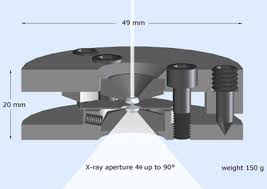 49 mm
20 mm
X-ray aperture 4θ up to 90°
weight 150 g